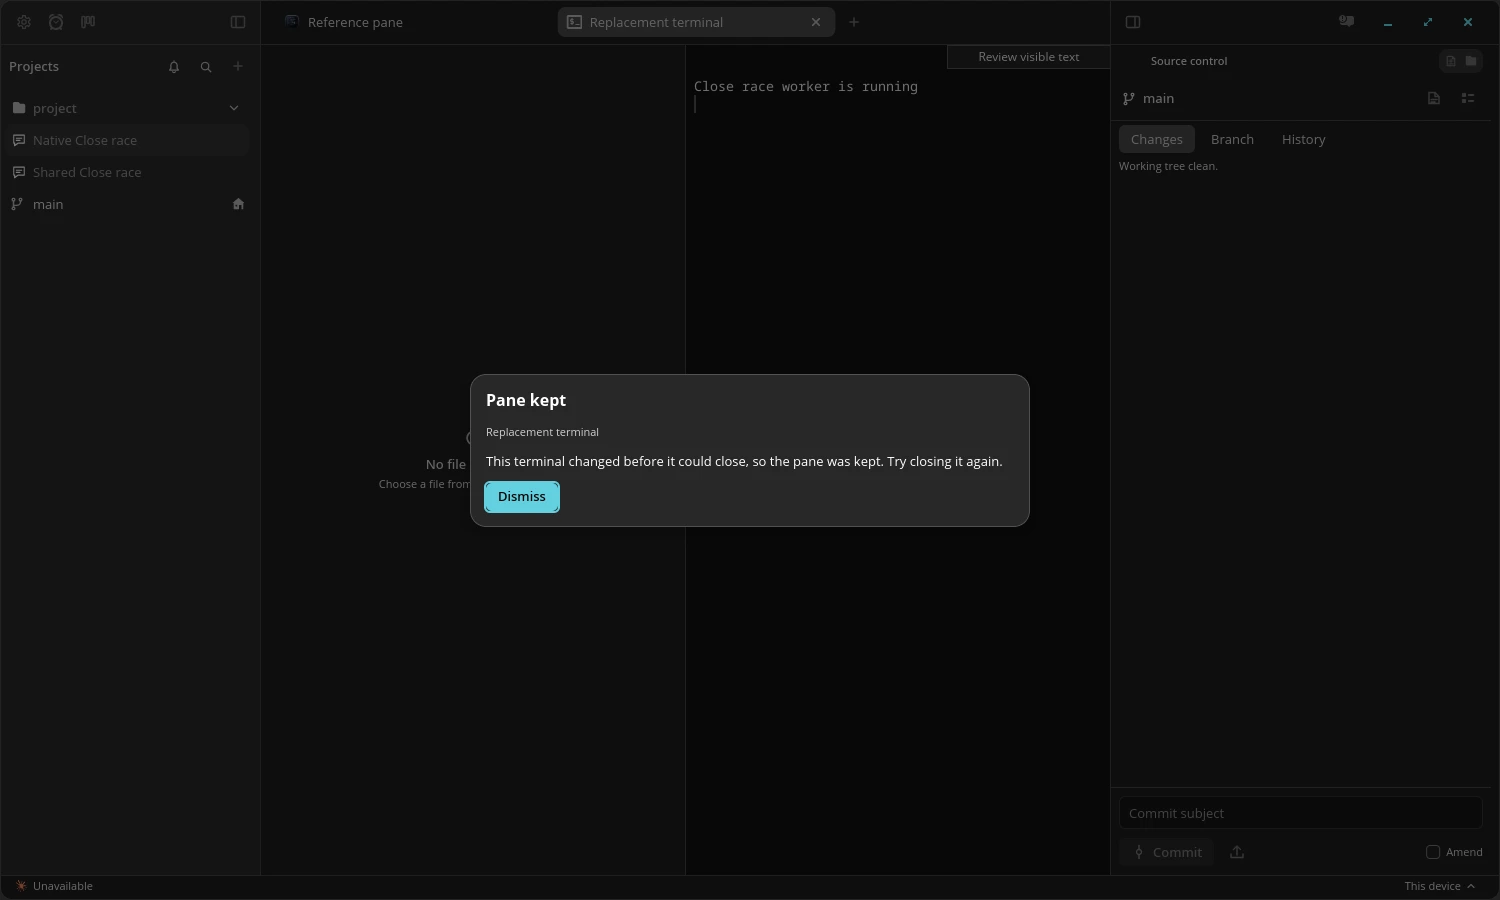 Reference pane
Replacement terminal
Projects
project
Native Close race
Shared Close race
main
Review visible text
Close race worker is running
No file
Choose a file from
Pane kept
Replacement terminal
This terminal changed before it could close, so the pane was kept. Try closing it again.
Dismiss
Source control
main
Changes
Branch
History
Working tree clean.
Commit subject
Commit
Amend
Unavailable
This device